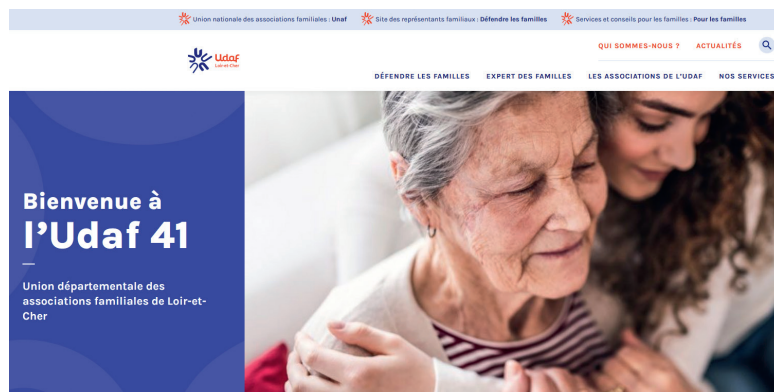 Union nationale des associations familiales : Unaf
Site des représentants familiaux : Défendre les familles
Services et conseils pour les familles : Pour les familles
Udaf
Loir-et-Cher
QUI SOMMES-NOUS ?
ACTUALITÉS
DÉFENDRE LES FAMILLES
EXPERT DES FAMILLES
LES ASSOCIATIONS DE L'UDAF
NOS SERVICES
Bienvenue à
l'Udaf 41
Union départementale des
associations familiales de Loir-et-
Cher